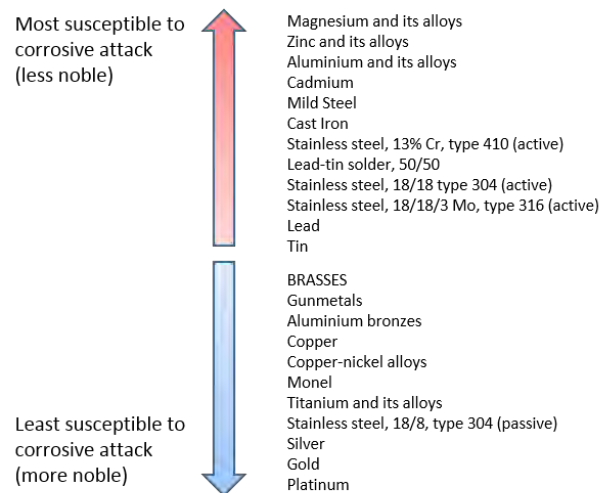 Most susceptible to
corrosive attack
(less noble)
Magnesium and its alloys
Zinc and its alloys
Aluminium and its alloys
Cadmium
Mild Steel
Cast Iron
Stainless steel, 13% Cr, type 410 (active)
Lead-tin solder, 50/50
Stainless steel, 18/18 type 304 (active)
Stainless steel, 18/18/3 Mo, type 316 (active)
Lead
Tin
BRASSES
Gunmetals
Aluminium bronzes
Copper
Copper-nickel alloys
Monel
Titanium and its alloys
Stainless steel, 18/8, type 304 (passive)
Silver
Gold
Platinum
Least susceptible to
corrosive attack
(more noble)